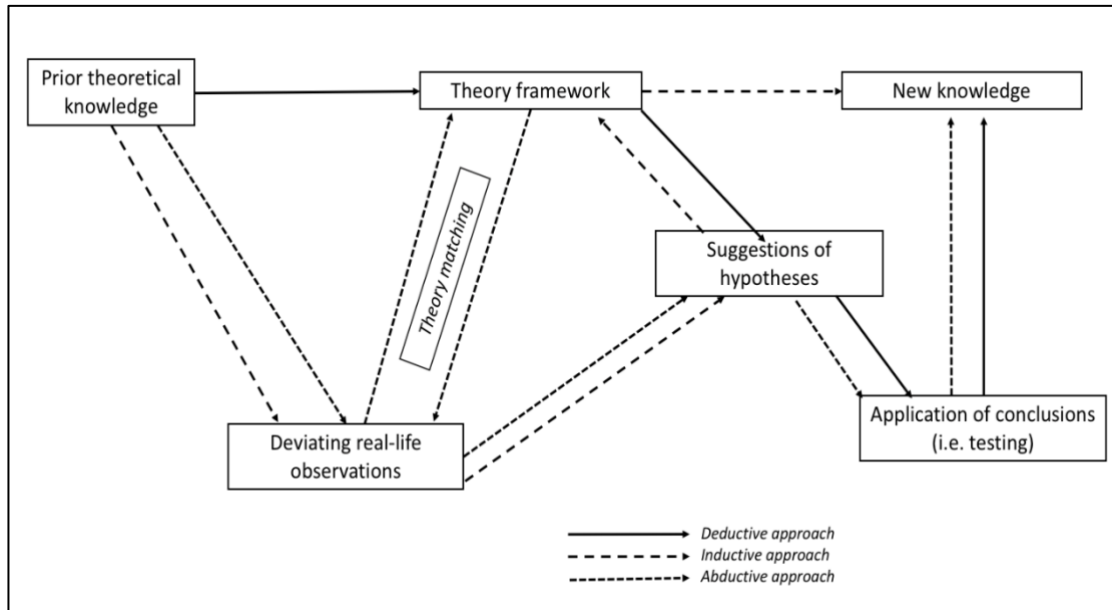 Prior theoretical
knowledge
Theory framework
New knowledge
Theory matching
Suggestions of
hypotheses
Deviating real-life
observations
Application of conclusions
(i.e. testing)
Deductive approach
Inductive approach
Abductive approach